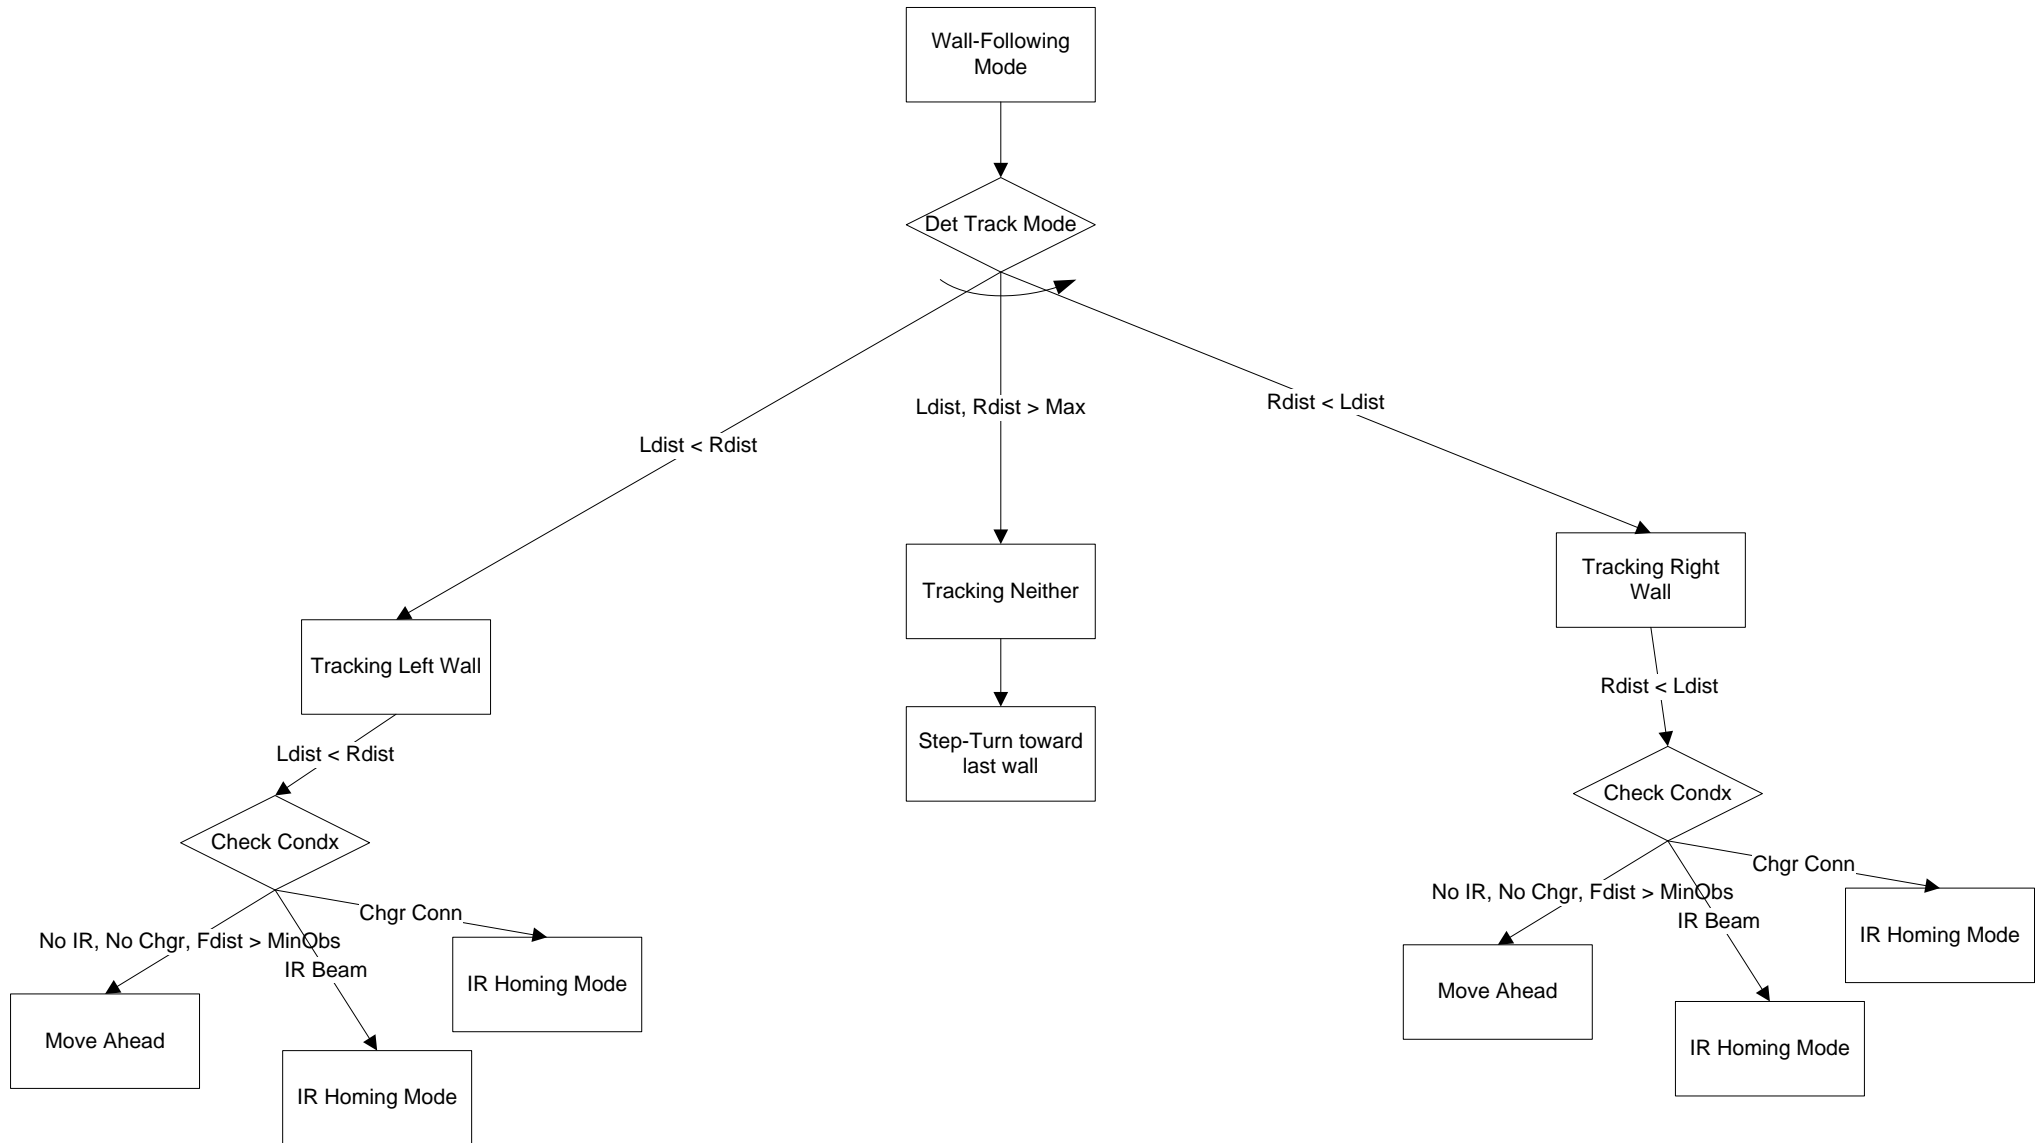 Wall-Following
Mode
Det Track Mode
Rdist < Ldist
Ldist, Rdist > Max
Ldist < Rdist
Tracking Right
Wall
Tracking Neither
Tracking Left Wall
Rdist < Ldist
Step-Turn toward
last wall
Ldist < Rdist
Check Condx
Check Condx
Chgr Conn
No IR, No Chgr, Fdist > MinObs
IR Beam
Chgr Conn
IR Homing Mode
No IR, No Chgr, Fdist > MinObs
IR Beam
IR Homing Mode
Move Ahead
Move Ahead
IR Homing Mode
IR Homing Mode